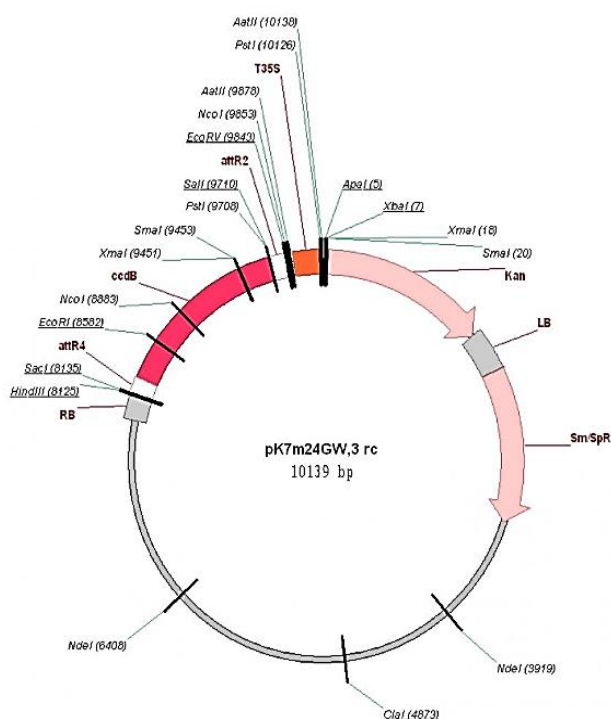 AatII (10138)
PstI (10126)
T35S
AatII (9878)
NcoI (9853)
EcoRV (9843)
attR2
SalI (9710)
PstI (9708)
SmaI (9453)
XmaI (9451)
ccdB
NcoI (8883)
EcoRI (8582)
attR4
SacI (8135)
HindIII (8125)
RB
ApaI (5)
XbaI (7)
XmaI (18)
SmaI (20)
Kan
LB
Sm/SpR
pK7m24GW,3 rc
10139 bp
NdeI (6408)
NdeI (3919)
ClaI (4873)